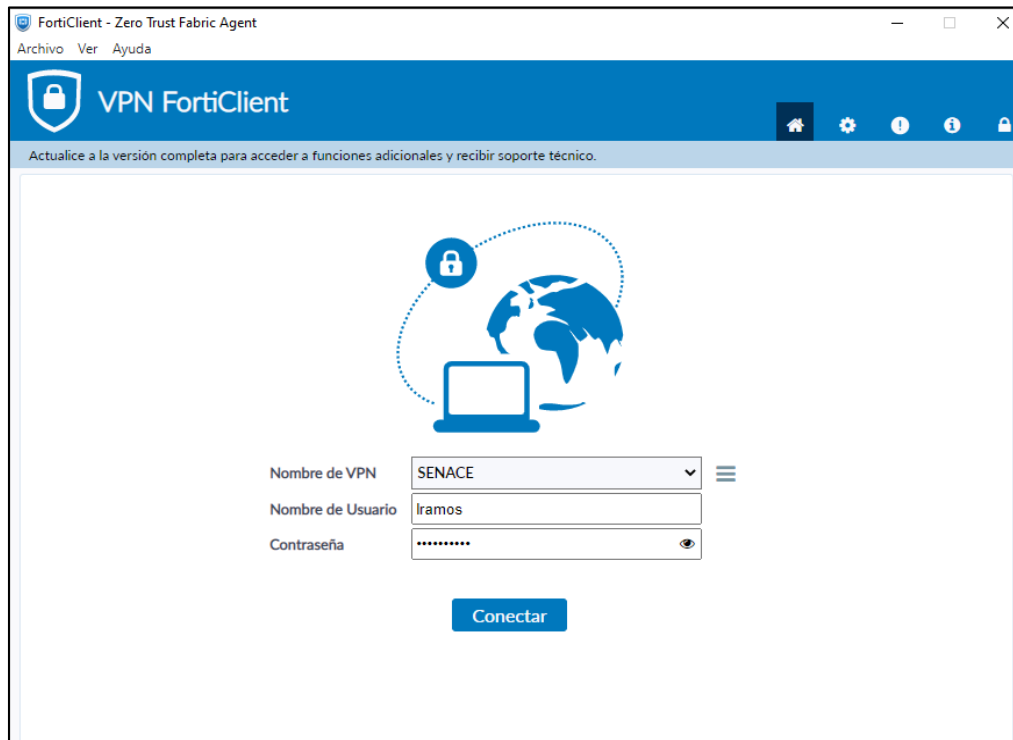 FortiClient - Zero Trust Fabric Agent
Archivo Ver Ayuda
VPN FortiClient
Actualice a la versión completa para acceder a funciones adicionales y recibir soporte técnico.
Nombre de VPN SENACE
Nombre de Usuario lramos
Contraseña ••••••••••
Conectar